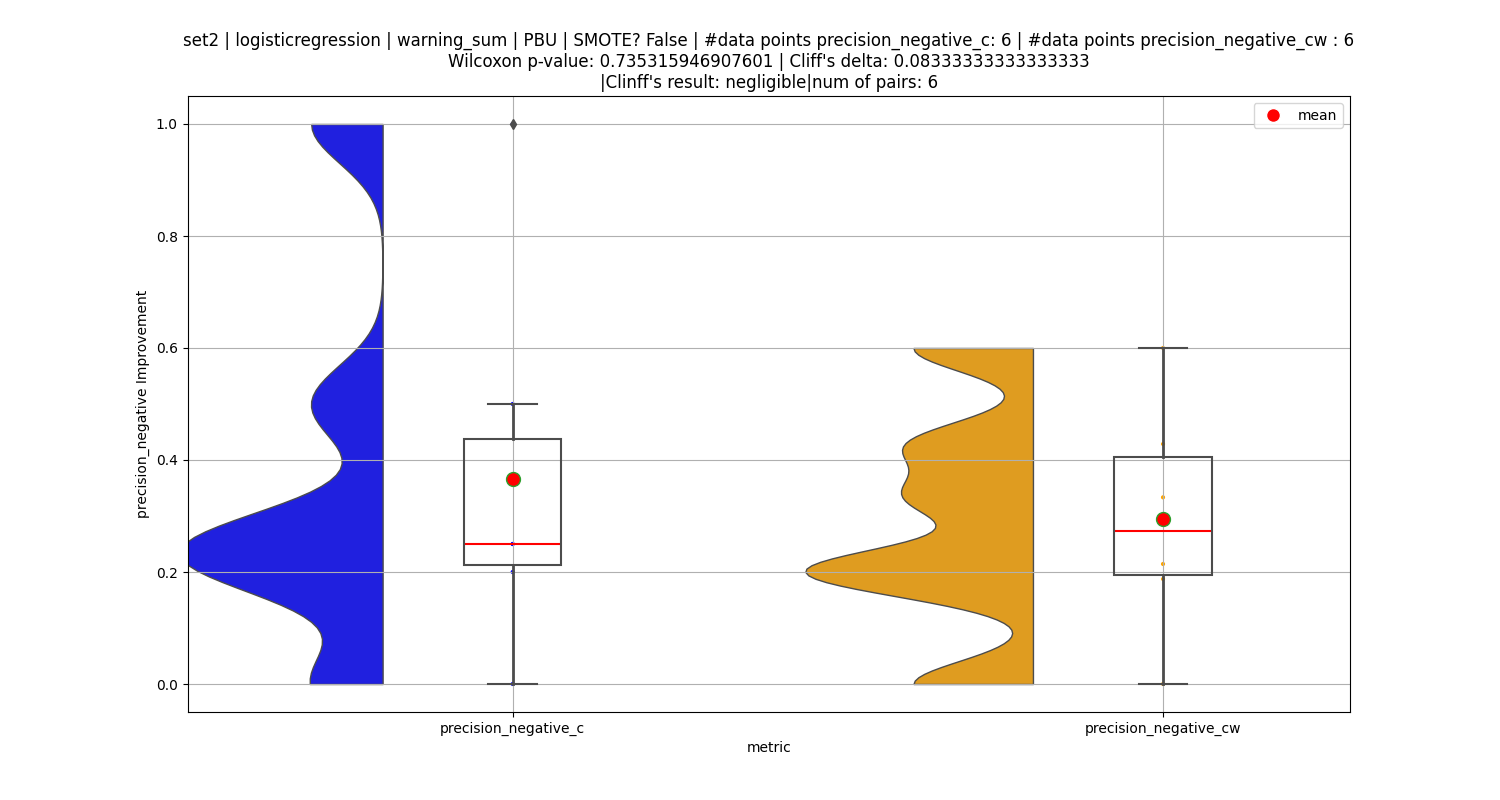 set2 | logisticregression | warning_sum | PBU | SMOTE? False | #data points precision_negative_c: 6 | #data points precision_negative_cw : 6
Wilcoxon p-value: 0.735315946907601 | Cliff's delta: 0.08333333333333333
|Clinff's result: negligible|num of pairs: 6
mean
1.0
0.8
0.6
0.4
0.2
0.0
precision_negative Improvement
precision_negative_c
precision_negative_cw
metric